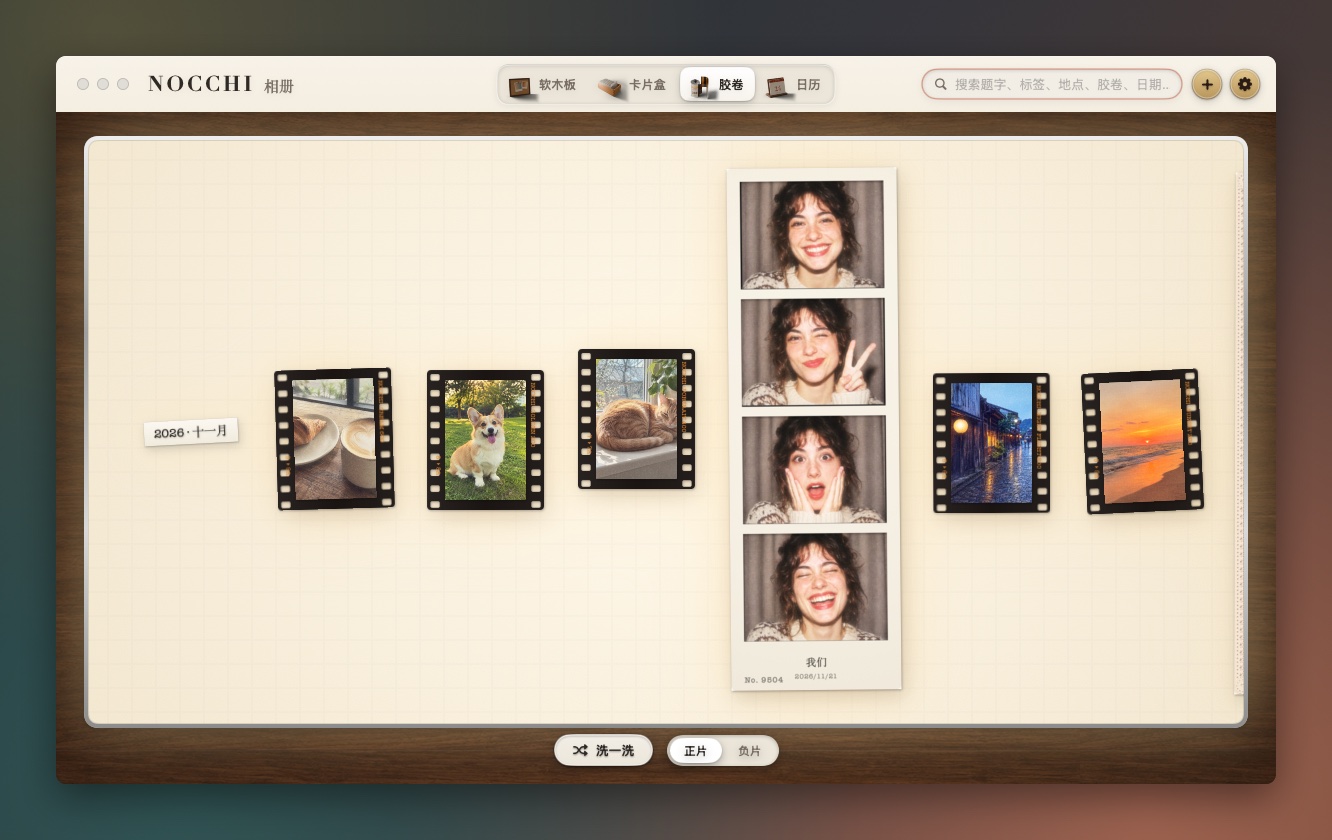 NOCCHI 相册
软木板
卡片盒
胶卷
日历
搜索题字、标签、地点、胶卷、日期..
2026·十一月
我们
No. 9804
2026/11/21
洗一洗
正片
负片